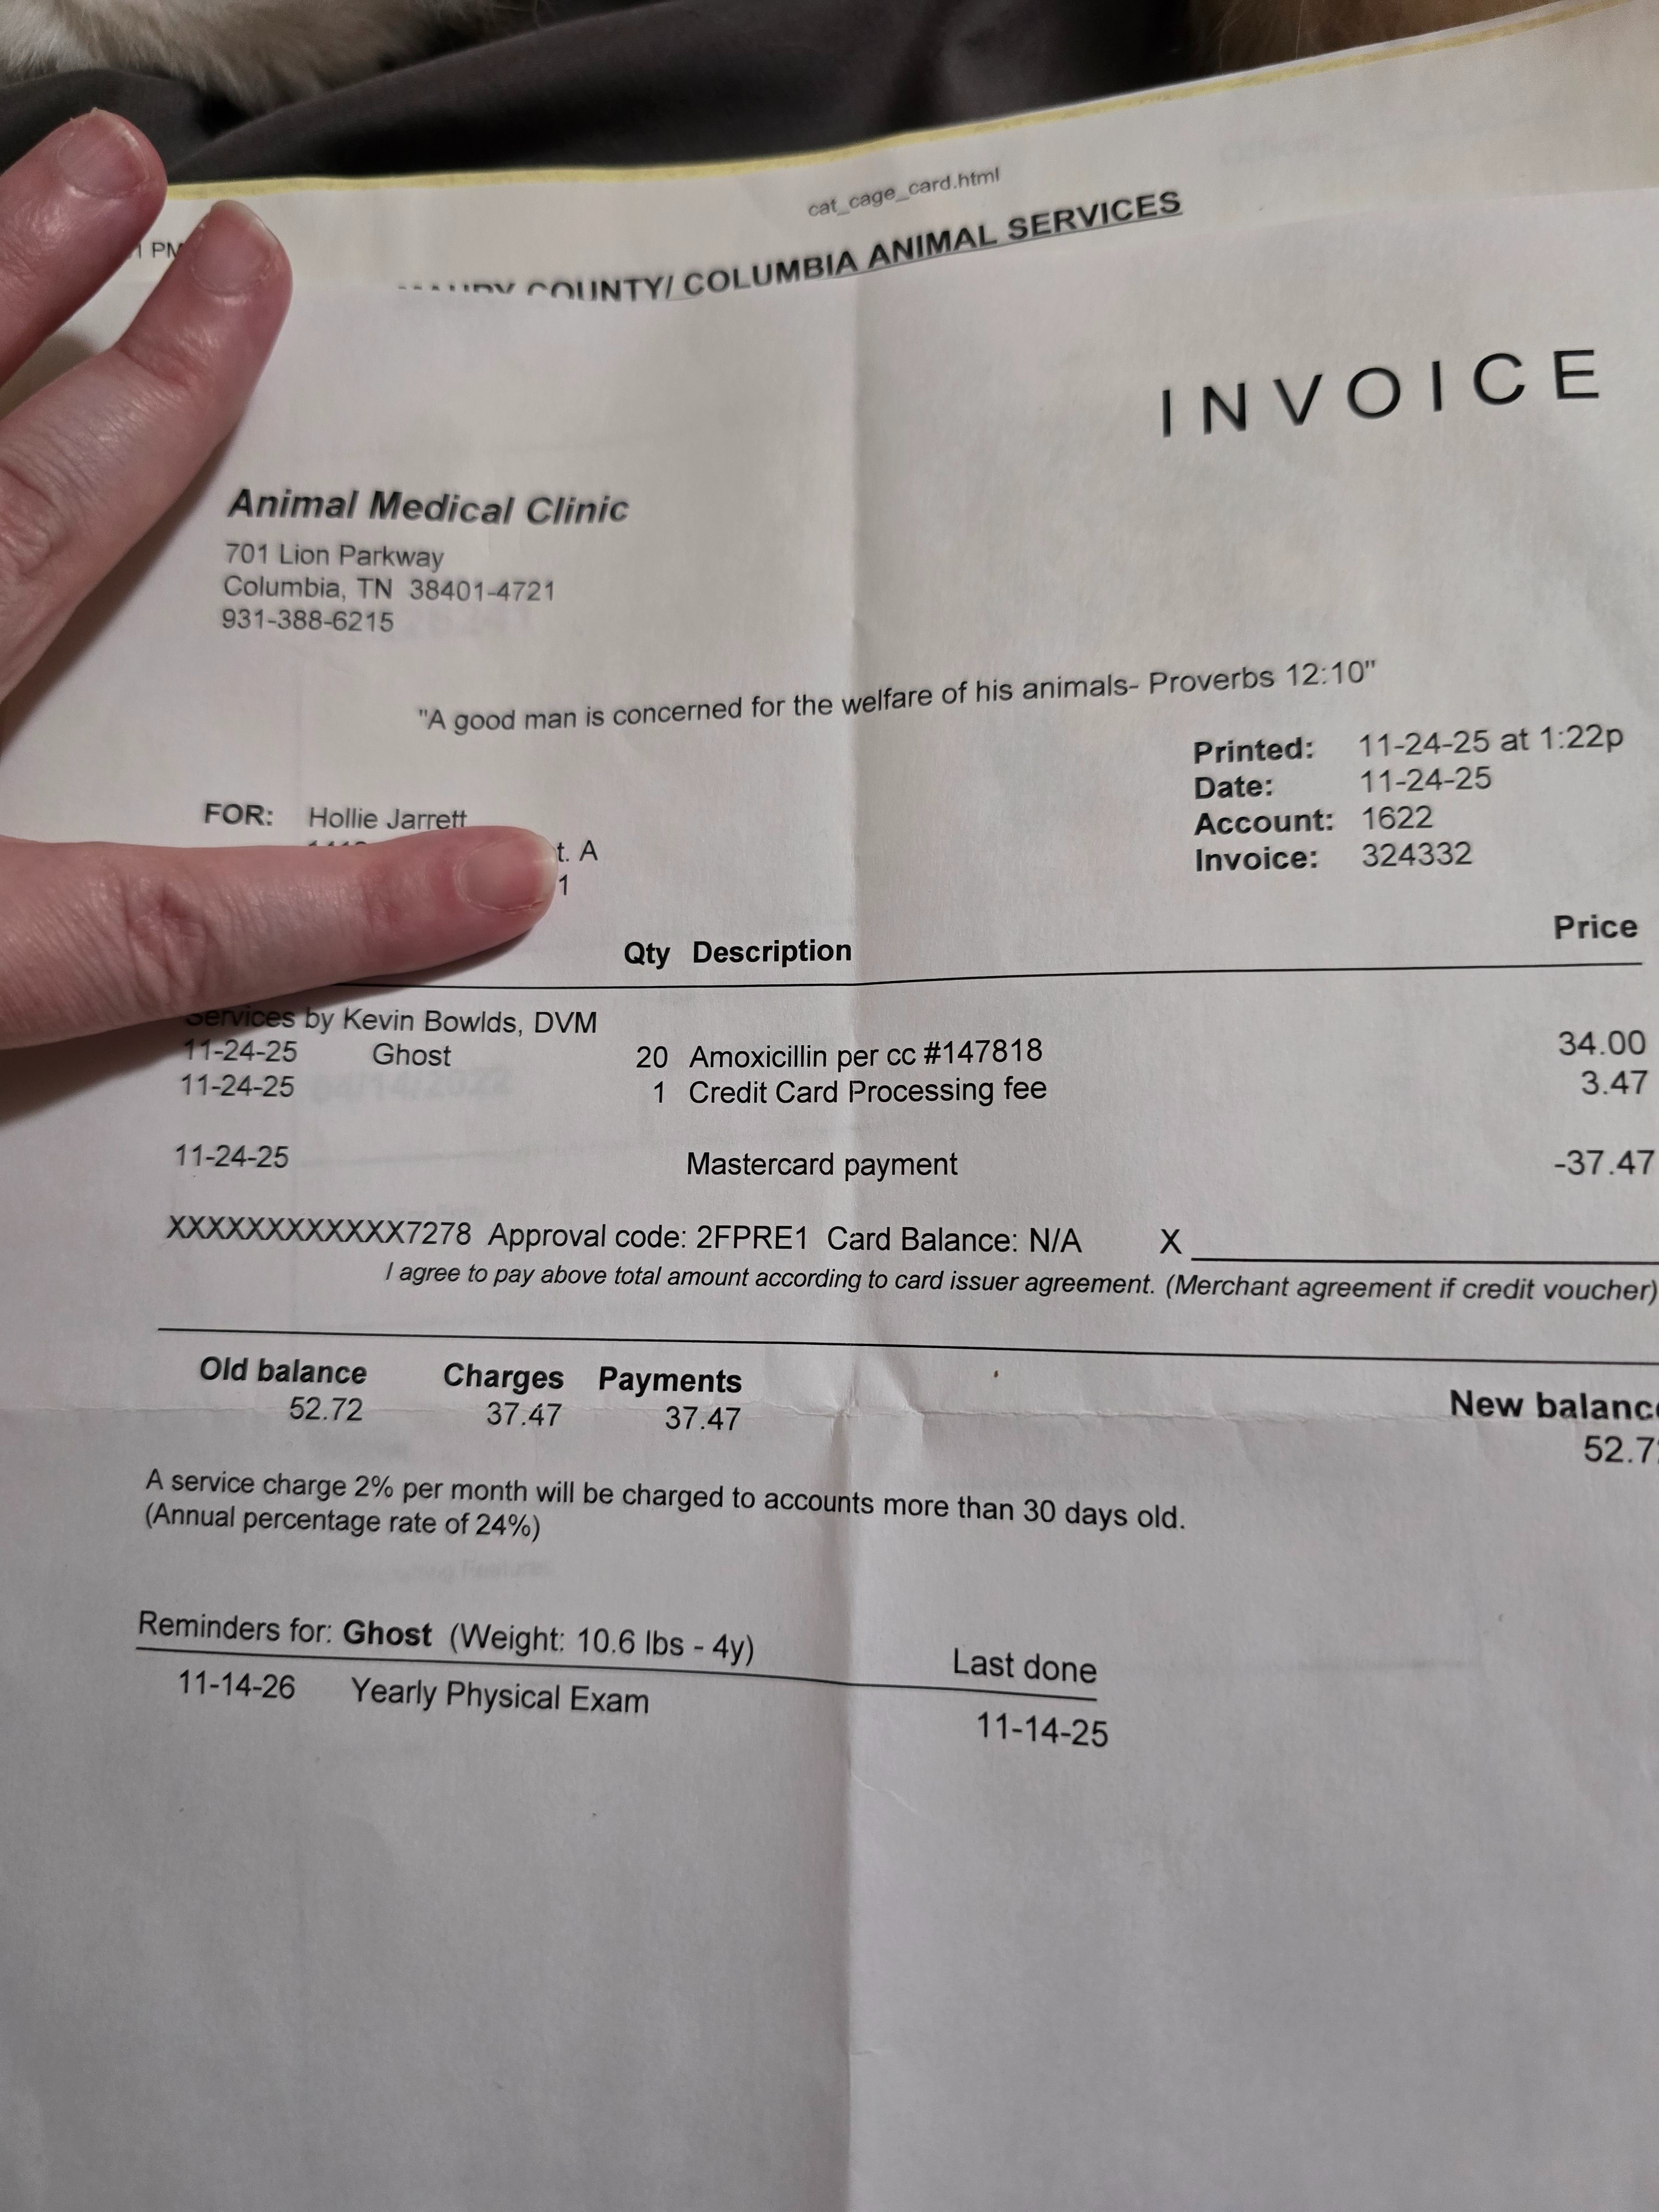 cat_cage_card.html
PM
COUNTY/ COLUMBIA ANIMAL SERVICES
INVOICE
Animal Medical Clinic
701 Lion Parkway
Columbia, TN 38401-4721
931-388-6215
"A good man is concerned for the welfare of his animals- Proverbs 12:10"
Printed: 11-24-25 at 1:22p
Date: 11-24-25
Account: 1622
Invoice: 324332
FOR: Hollie Jarrett
t. A
1
Qty Description Price
Services by Kevin Bowlds, DVM
11-24-25 Ghost 20 Amoxicillin per cc #147818 34.00
11-24-25 1 Credit Card Processing fee 3.47
11-24-25 Mastercard payment -37.47
XXXXXXXXXXXX7278 Approval code: 2FPRE1 Card Balance: N/A X
I agree to pay above total amount according to card issuer agreement. (Merchant agreement if credit voucher)
Old balance Charges Payments New balance
52.72 37.47 37.47 52.7
A service charge 2% per month will be charged to accounts more than 30 days old.
(Annual percentage rate of 24%)
Reminders for: Ghost (Weight: 10.6 lbs - 4y) Last done
11-14-26 Yearly Physical Exam 11-14-25